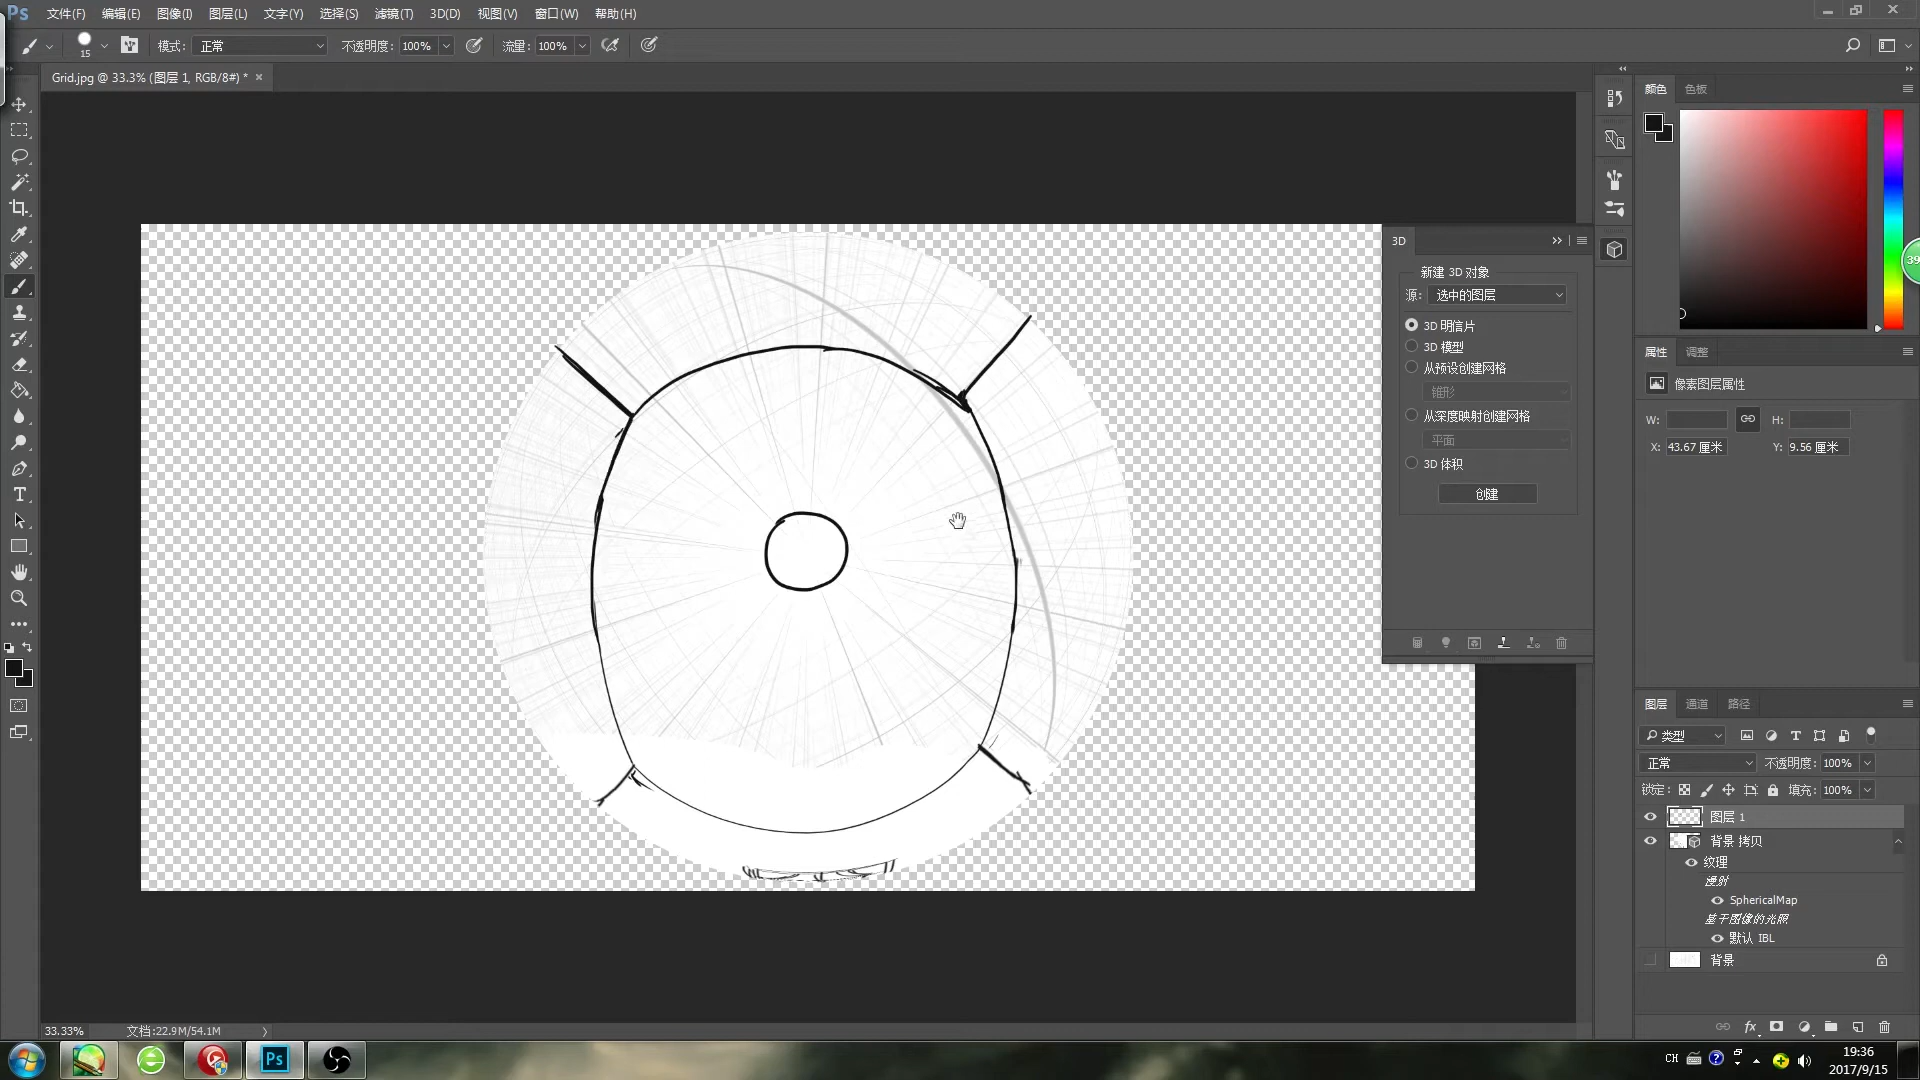 Ps 文件(F) 编辑(E) 图像(I) 图层(L) 文字(Y) 选择(S) 滤镜(T) 3D(D) 视图(V) 窗口(W) 帮助(H)
15 模式: 正常 不透明度: 100% 流量: 100%
Grid.jpg @ 33.3% (图层 1, RGB/8#) * ×
颜色 色板
39
3D
新建 3D 对象
源: 选中的图层
3D 明信片
3D 模型
从预设创建网格
锥形
从深度映射创建网格
平面
3D 体积
创建
属性 调整
像素图层属性
W: H:
X: 43.67 厘米 Y: 9.56 厘米
图层 通道 路径
类型
正常 不透明度: 100%
锁定: 填充: 100%
图层 1
背景 拷贝
纹理
漫射
SphericalMap
基于图像的光照
默认 IBL
背景
fx
33.33% 文档:22.9M/54.1M
Ps
CH
19:36
2017/9/15